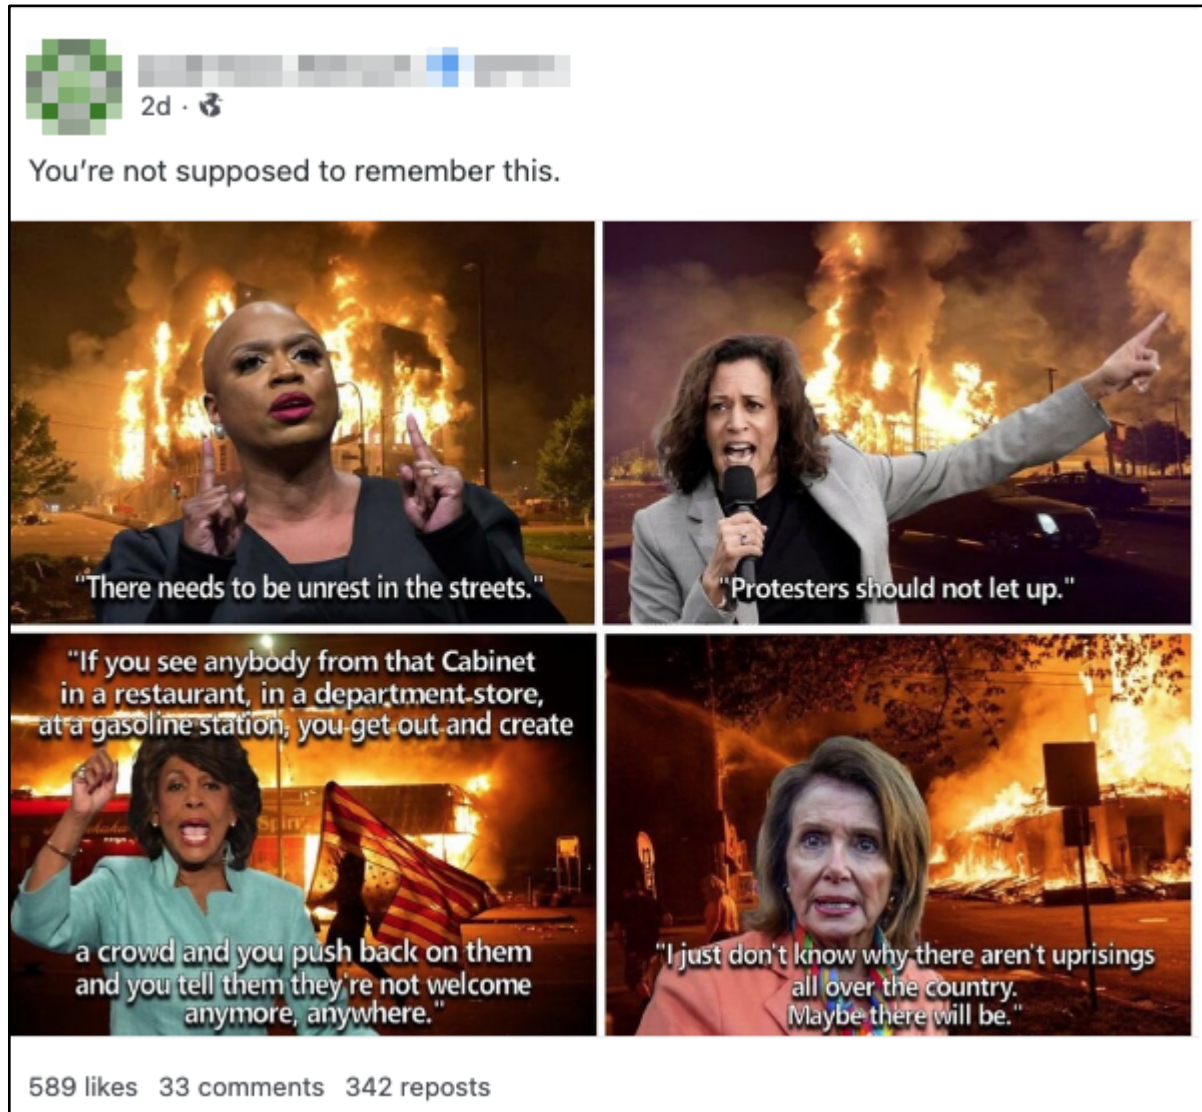 2d ·
You're not supposed to remember this.
"There needs to be unrest in the streets."
"Protesters should not let up."
"If you see anybody from that Cabinet
in a restaurant, in a department store,
at a gasoline station, you get out and create
a crowd and you push back on them
and you tell them they're not welcome
anymore, anywhere."
"I just don't know why there aren't uprisings
all over the country.
Maybe there will be."
589 likes 33 comments 342 reposts